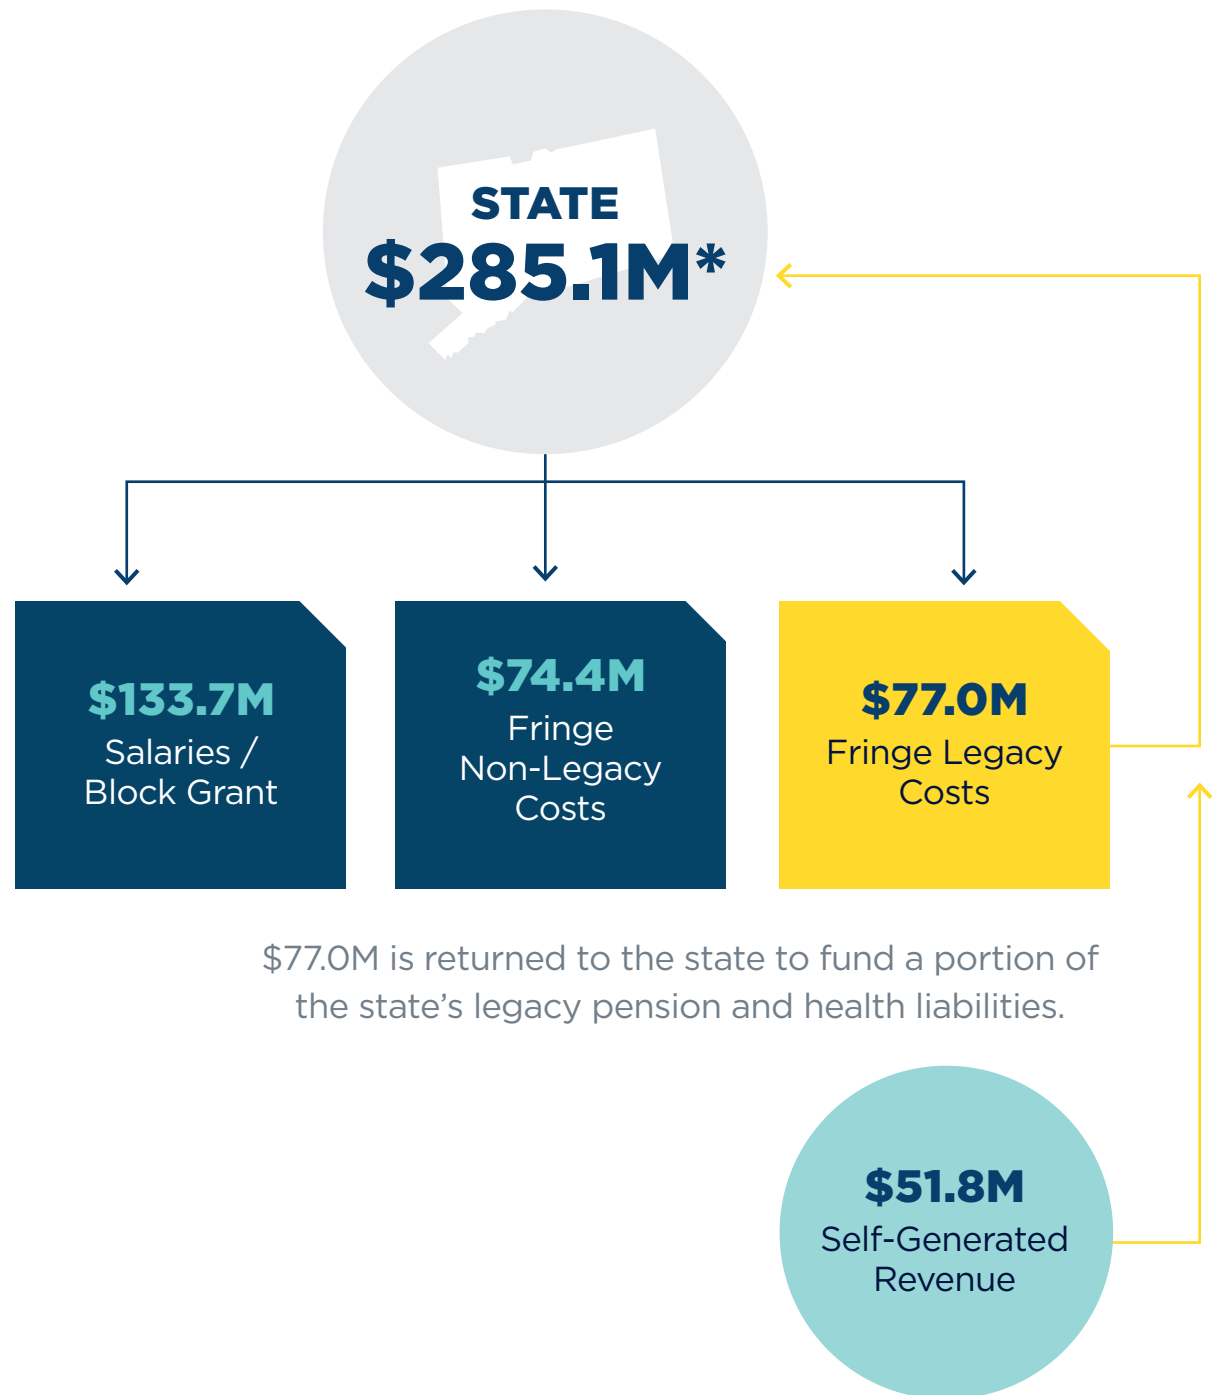 STATE
$285.1M*
$133.7M
Salaries /
Block Grant
$74.4M
Fringe
Non-Legacy
Costs
$77.0M
Fringe Legacy
Costs
$77.0M is returned to the state to fund a portion of
the state’s legacy pension and health liabilities.
$51.8M
Self-Generated
Revenue